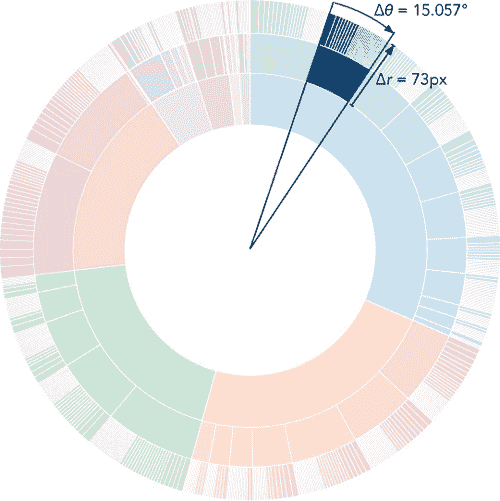 Δθ = 15.057°
Δr = 73px